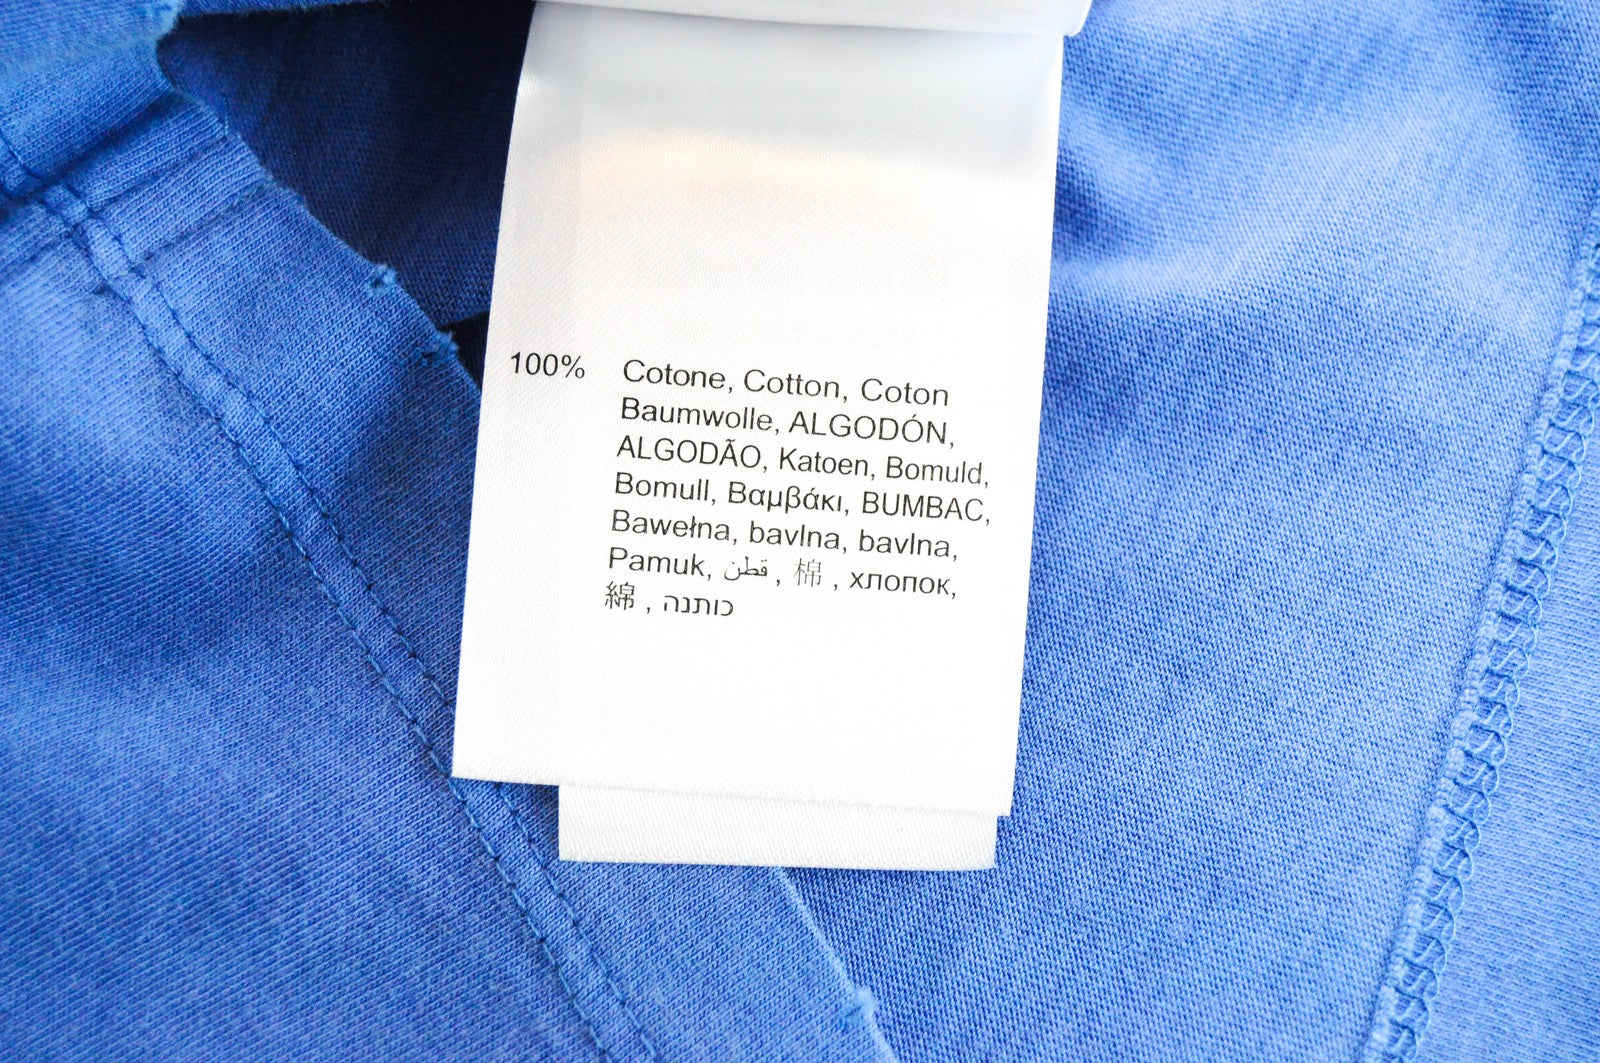 100% Cotone, Cotton, Coton
Baumwolle, ALGODÓN,
ALGODÃO, Katoen, Bomuld,
Bomull, Βαμβάκι, BUMBAC,
Bawełna, bavlna, bavlna,
Pamuk, قطن , 棉 , хлопок,
綿 , כותנה